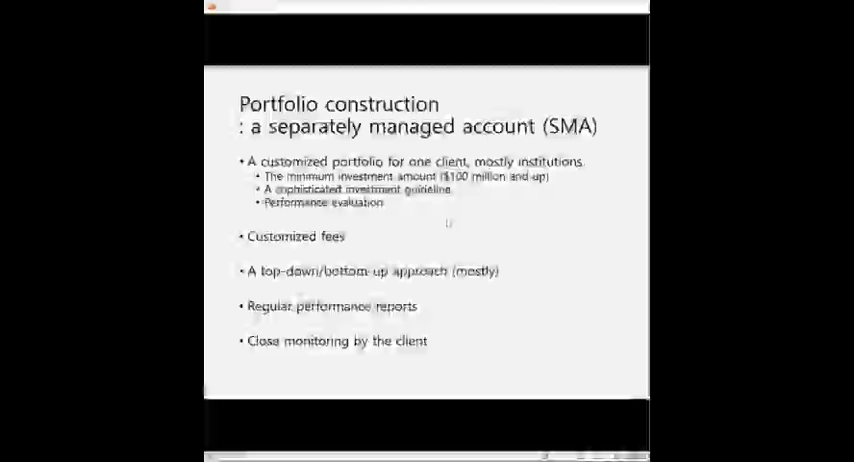 Portfolio construction
: a separately managed account (SMA)
• A customized portfolio for one client, mostly institutions
• The minimum investment amount ($100 million and up)
• A sophisticated investment guideline
• Performance evaluation
• Customized fees
• A top-down/bottom-up approach (mostly)
• Regular performance reports
• Close monitoring by the client